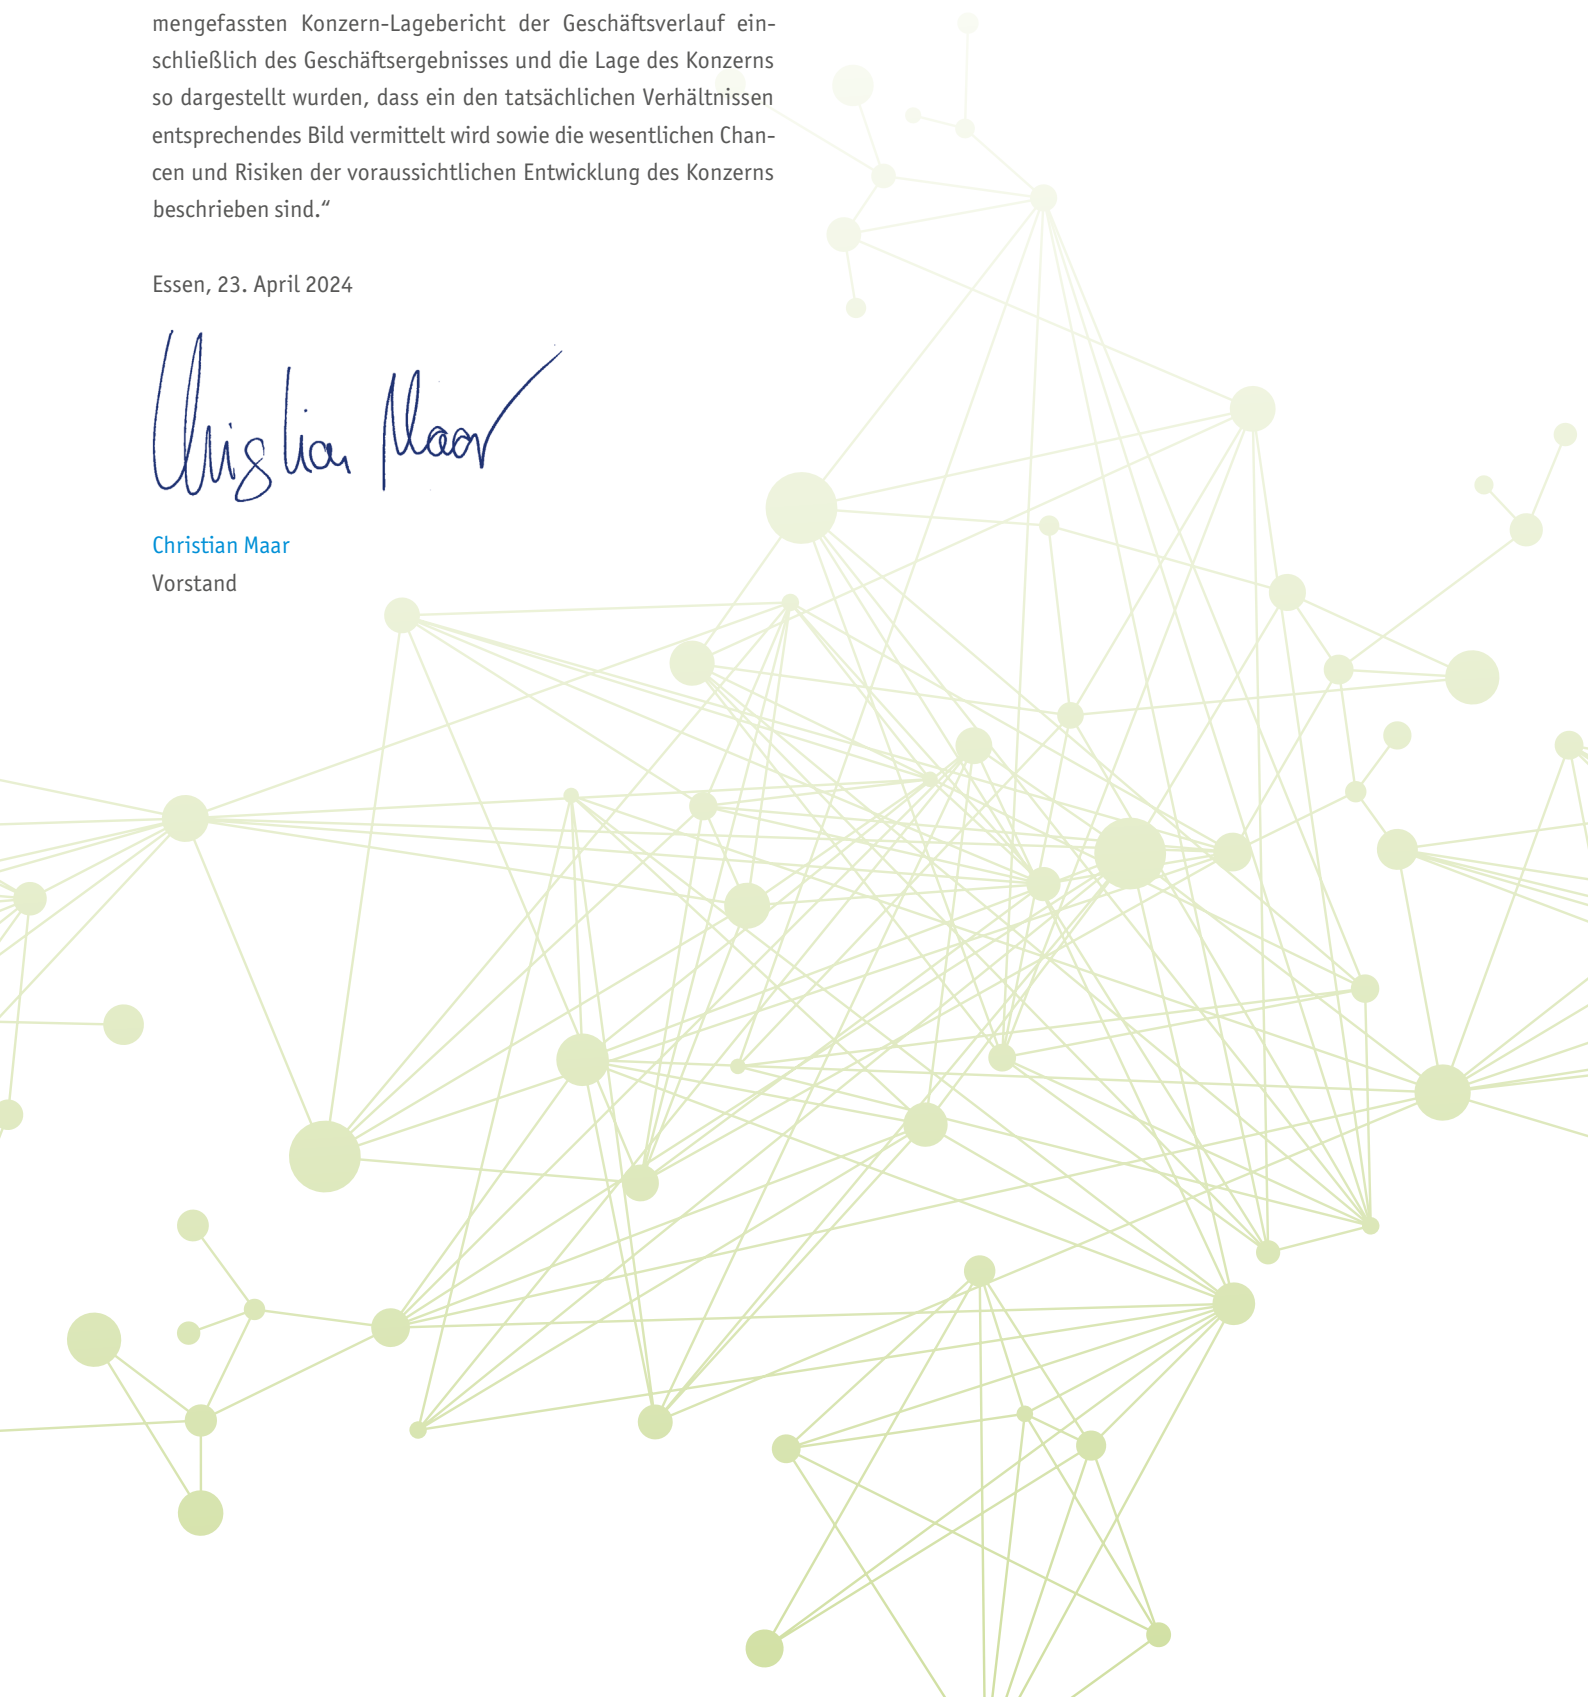 mengefassten Konzern-Lagebericht der Geschäftsverlauf ein-
schließlich des Geschäftsergebnisses und die Lage des Konzerns
so dargestellt wurden, dass ein den tatsächlichen Verhältnissen
entsprechendes Bild vermittelt wird sowie die wesentlichen Chan-
cen und Risiken der voraussichtlichen Entwicklung des Konzerns
beschrieben sind.“
Essen, 23. April 2024
Christian Maar
Christian Maar
Vorstand